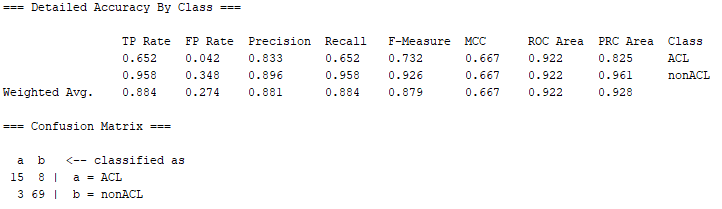 === Detailed Accuracy By Class ===
TP Rate FP Rate Precision Recall F-Measure MCC ROC Area PRC Area Class
0.652 0.042 0.833 0.652 0.732 0.667 0.922 0.825 ACL
0.958 0.348 0.896 0.958 0.926 0.667 0.922 0.961 nonACL
Weighted Avg. 0.884 0.274 0.881 0.884 0.879 0.667 0.922 0.928
=== Confusion Matrix ===
a b <-- classified as
15 8 | a = ACL
3 69 | b = nonACL